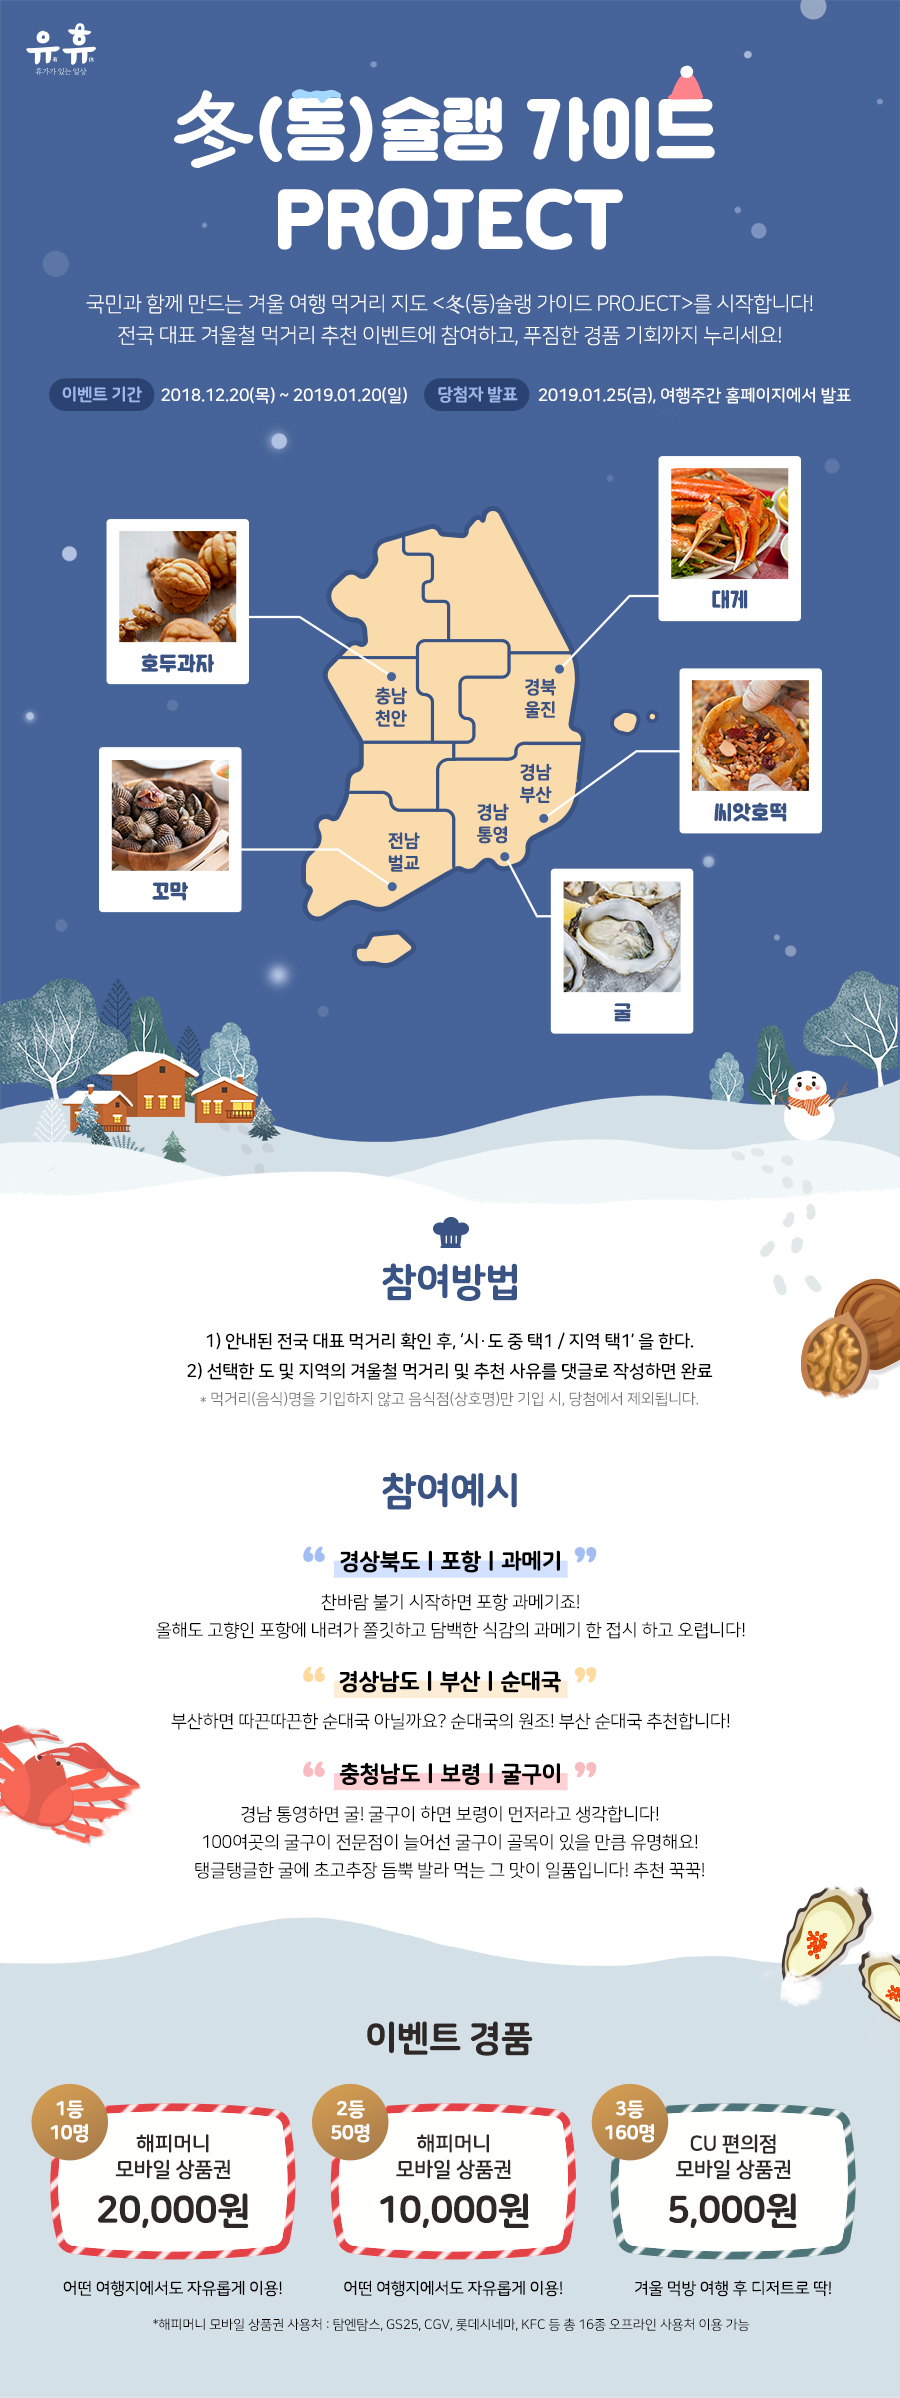 유휴
휴가가 있는 일상
冬(동)슐랭 가이드
PROJECT
국민과 함께 만드는 겨울 여행 먹거리 지도 <冬(동)슐랭 가이드 PROJECT>를 시작합니다!
전국 대표 겨울철 먹거리 추천 이벤트에 참여하고, 푸짐한 경품 기회까지 누리세요!
이벤트 기간 2018.12.20(목) ~ 2019.01.20(일) 당첨자 발표 2019.01.25(금), 여행주간 홈페이지에서 발표
대게
호두과자
충남
천안
경북
울진
씨앗호떡
경남
부산
경남
통영
전남
벌교
꼬막
굴
참여방법
1) 안내된 전국 대표 먹거리 확인 후, ‘시·도 중 택1 / 지역 택1’ 을 한다.
2) 선택한 도 및 지역의 겨울철 먹거리 및 추천 사유를 댓글로 작성하면 완료
* 먹거리(음식)명을 기입하지 않고 음식점(상호명)만 기입 시, 당첨에서 제외됩니다.
참여예시
“ 경상북도 | 포항 | 과메기 ”
찬바람 불기 시작하면 포항 과메기죠!
올해도 고향인 포항에 내려가 쫄깃하고 담백한 식감의 과메기 한 접시 하고 오렵니다!
“ 경상남도 | 부산 | 순대국 ”
부산하면 따끈따끈한 순대국 아닐까요? 순대국의 원조! 부산 순대국 추천합니다!
“ 충청남도 | 보령 | 굴구이 ”
경남 통영하면 굴! 굴구이 하면 보령이 먼저라고 생각합니다!
100여곳의 굴구이 전문점이 늘어선 굴구이 골목이 있을 만큼 유명해요!
탱글탱글한 굴에 초고추장 듬뿍 발라 먹는 그 맛이 일품입니다! 추천 꾹꾹!
이벤트 경품
1등
10명
해피머니
모바일 상품권
20,000원
어떤 여행지에서도 자유롭게 이용!
2등
50명
해피머니
모바일 상품권
10,000원
어떤 여행지에서도 자유롭게 이용!
3등
160명
CU 편의점
모바일 상품권
5,000원
겨울 먹방 여행 후 디저트로 딱!
*해피머니 모바일 상품권 사용처 : 탐엔탐스, GS25, CGV, 롯데시네마, KFC 등 총 16종 오프라인 사용처 이용 가능